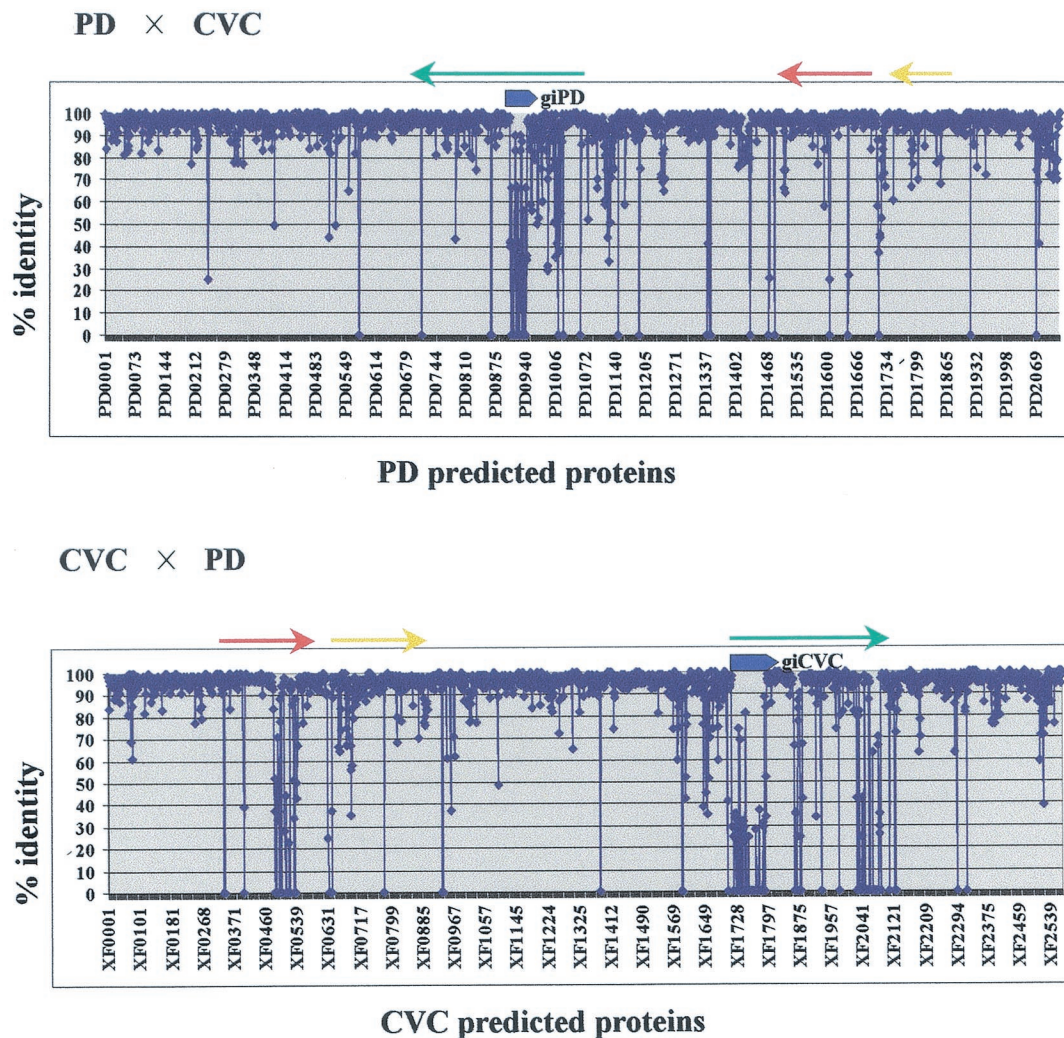 PD × CVC
giPD
100
90
80
70
60
50
40
30
20
10
0
% identity
PD0001 PD0073 PD0144 PD0212 PD0279 PD0348 PD0414 PD0483 PD0549 PD0614 PD0679 PD0744 PD0810 PD0875 PD0940 PD1006 PD1072 PD1140 PD1205 PD1271 PD1337 PD1402 PD1468 PD1535 PD1600 PD1666 PD1734 PD1799 PD1865 PD1932 PD1998 PD2069
PD predicted proteins
CVC × PD
giCVC
100
90
80
70
60
50
40
30
20
10
0
% identity
XF0001 XF0101 XF0181 XF0268 XF0371 XF0460 XF0539 XF0631 XF0717 XF0799 XF0885 XF0967 XF1057 XF1145 XF1224 XF1325 XF1412 XF1490 XF1569 XF1649 XF1728 XF1797 XF1875 XF1957 XF2041 XF2121 XF2209 XF2294 XF2375 XF2459 XF2539
CVC predicted proteins